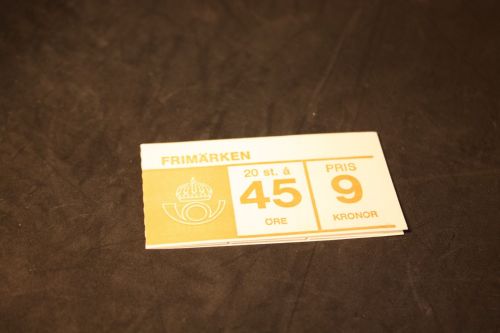 FRIMÄRKEN
20 st. á
45
ÖRE
PRIS
9
KRONOR